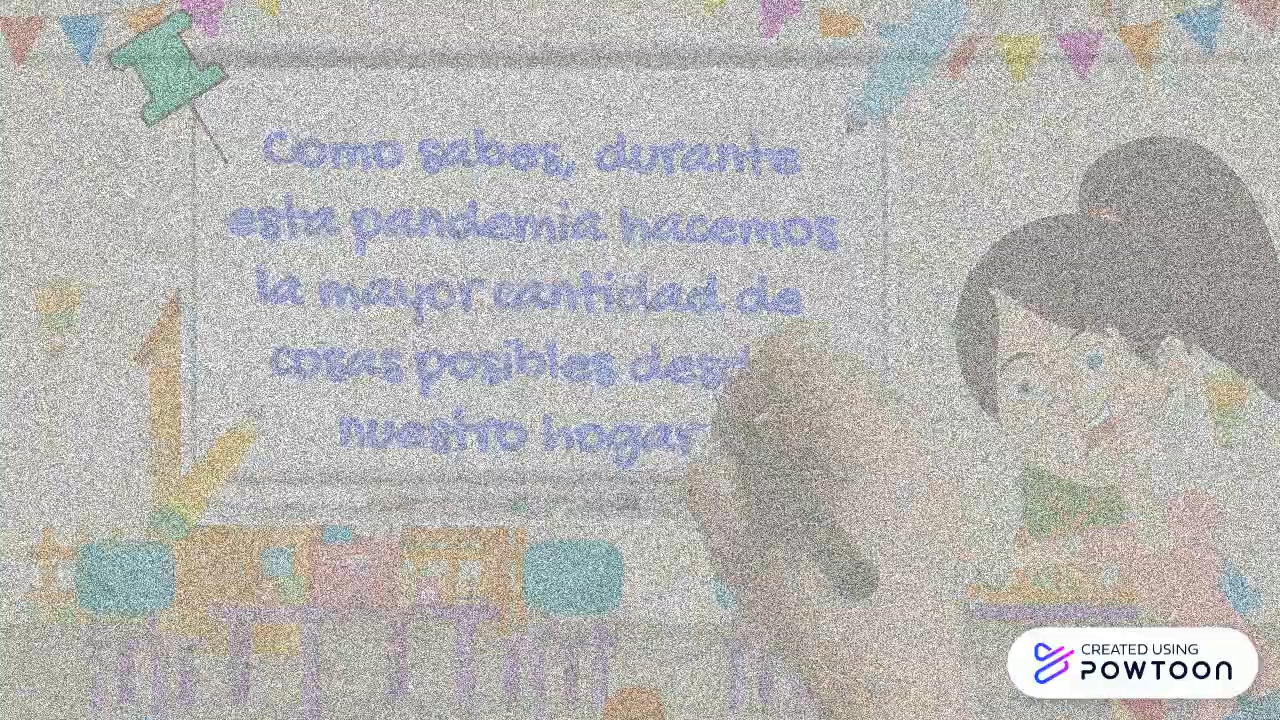 Como sabes, durante
esta pandemia hacemos
la mayor cantidad de
cosas posibles
nuestro hogar
CREATED USING
POWTOON